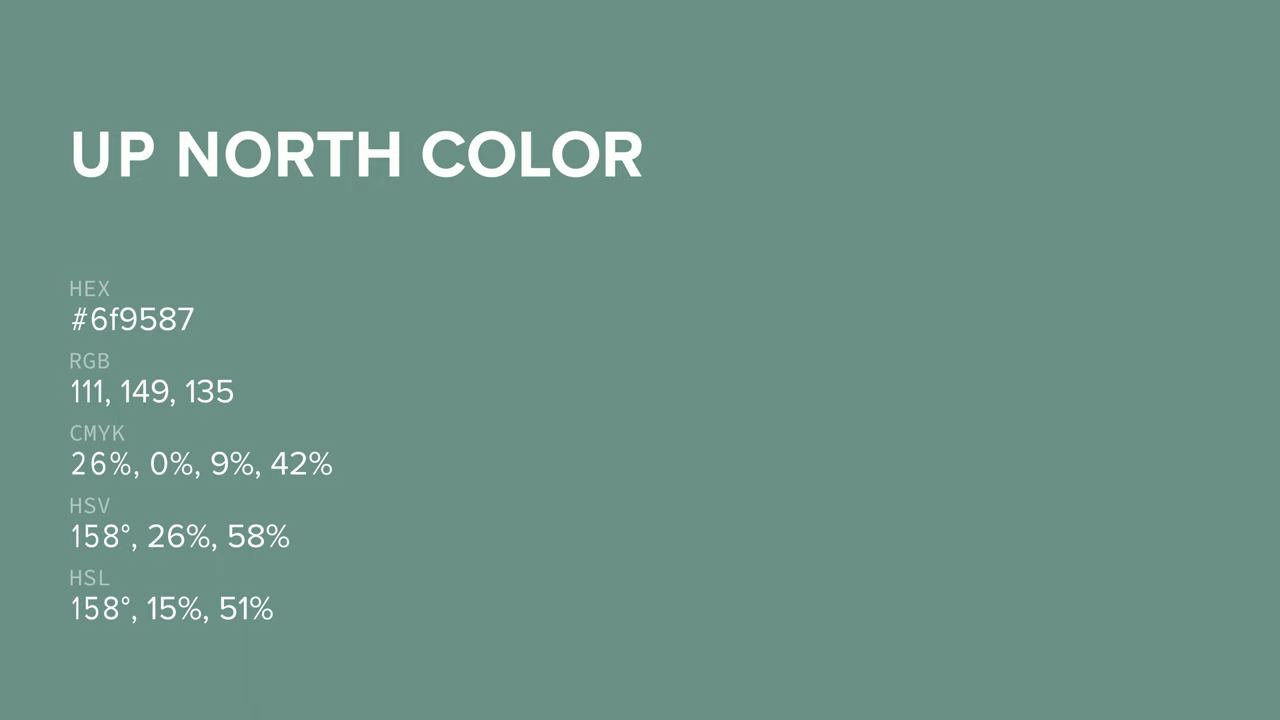 UP NORTH COLOR
HEX
#6f9587
RGB
111, 149, 135
CMYK
26%, 0%, 9%, 42%
HSV
158°, 26%, 58%
HSL
158°, 15%, 51%